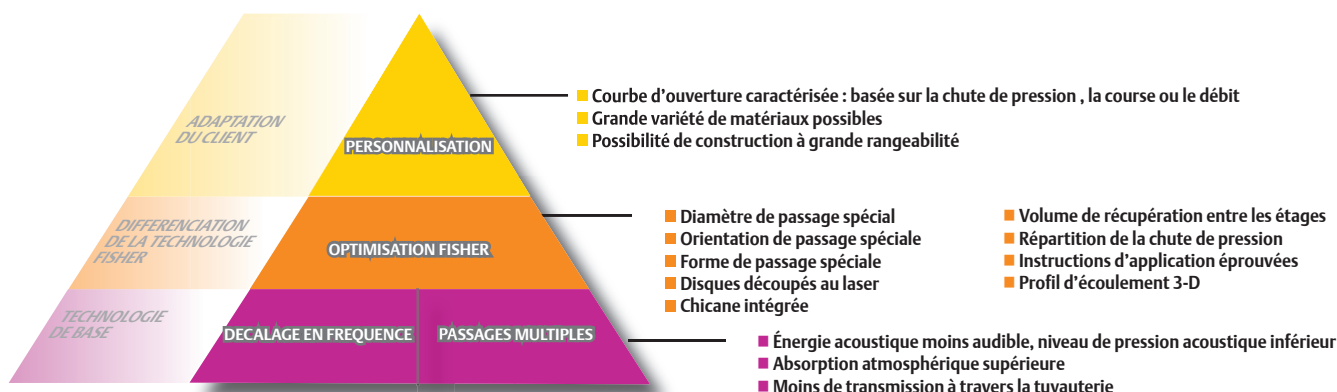 ADAPTATION
DU CLIENT
PERSONNALISATION
■ Courbe d'ouverture caractérisée : basée sur la chute de pression , la course ou le débit
■ Grande variété de matériaux possibles
■ Possibilité de construction à grande rangeabilité
DIFFERENCIATION
DE LA TECHNOLOGIE
FISHER
OPTIMISATION FISHER
■ Diamètre de passage spécial
■ Orientation de passage spéciale
■ Forme de passage spéciale
■ Disques découpés au laser
■ Chicane intégrée
■ Volume de récupération entre les étages
■ Répartition de la chute de pression
■ Instructions d'application éprouvées
■ Profil d'écoulement 3-D
TECHNOLOGIE
DE BASE
DECALAGE EN FREQUENCE
PASSAGES MULTIPLES
■ Énergie acoustique moins audible, niveau de pression acoustique inférieur
■ Absorption atmosphérique supérieure
■ Moins de transmission à travers la tuyauterie